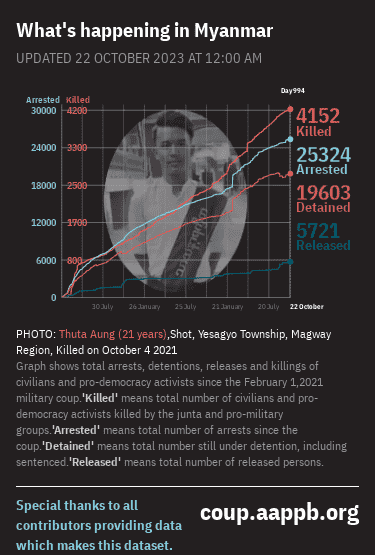 What's happening in Myanmar
UPDATED 22 OCTOBER 2023 AT 12:00 AM
Day994
Arrested Killed
30000 4200
4152
Killed
24000 3300
25324
Arrested
18000 2500
19603
Detained
12000 1700
5721
Released
6000 800
0
30 July 26January 25 July 21 January 20 July 22 October
PHOTO: Thuta Aung (21 years),Shot, Yesagyo Township, Magway
Region, Killed on October 4 2021
Graph shows total arrests, detentions, releases and killings of
civilians and pro-democracy activists since the February 1,2021
military coup.'Killed' means total number of civilians and pro-
democracy activists killed by the junta and pro-military
groups.'Arrested' means total number of arrests since the
coup.'Detained' means total number still under detention, including
sentenced.'Released' means total number of released persons.
Special thanks to all
contributors providing data
which makes this dataset.
coup.aappb.org